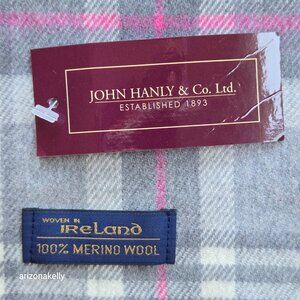 JOHN HANLY & Co. Ltd.
ESTABLISHED 1893
WOVEN IN
IRELAND
100% MERINO WOOL
arizonakelly